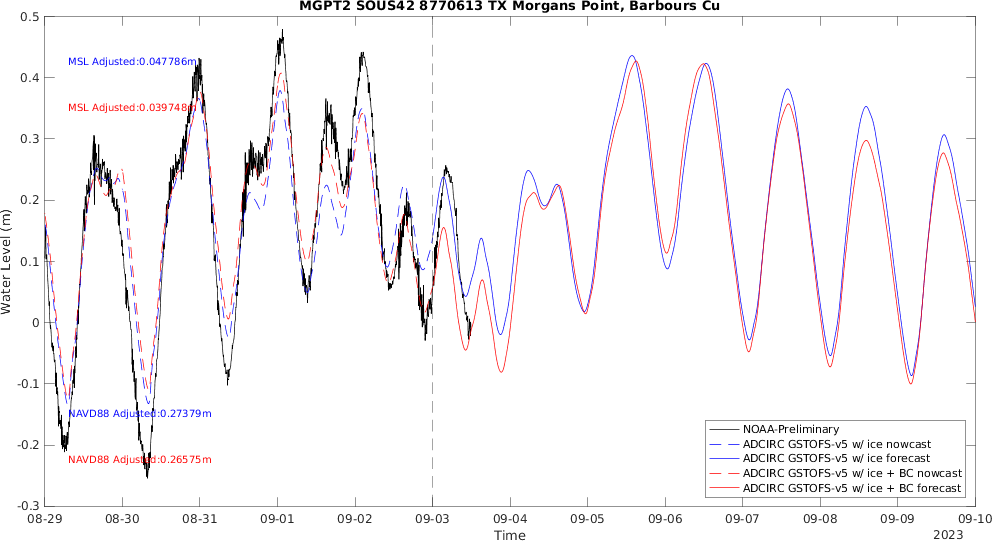 MGPT2 SOUS42 8770613 TX Morgans Point, Barbours Cu
0.5
0.4
0.3
0.2
0.1
0
-0.1
-0.2
-0.3
Water Level (m)
MSL Adjusted:0.047786m
MSL Adjusted:0.039748m
NAVD88 Adjusted:0.27379m
NAVD88 Adjusted:0.26575m
NOAA-Preliminary
ADCIRC GSTOFS-v5 w/ ice nowcast
ADCIRC GSTOFS-v5 w/ ice forecast
ADCIRC GSTOFS-v5 w/ ice + BC nowcast
ADCIRC GSTOFS-v5 w/ ice + BC forecast
08-29 08-30 08-31 09-01 09-02 09-03 09-04 09-05 09-06 09-07 09-08 09-09 09-10
Time
2023